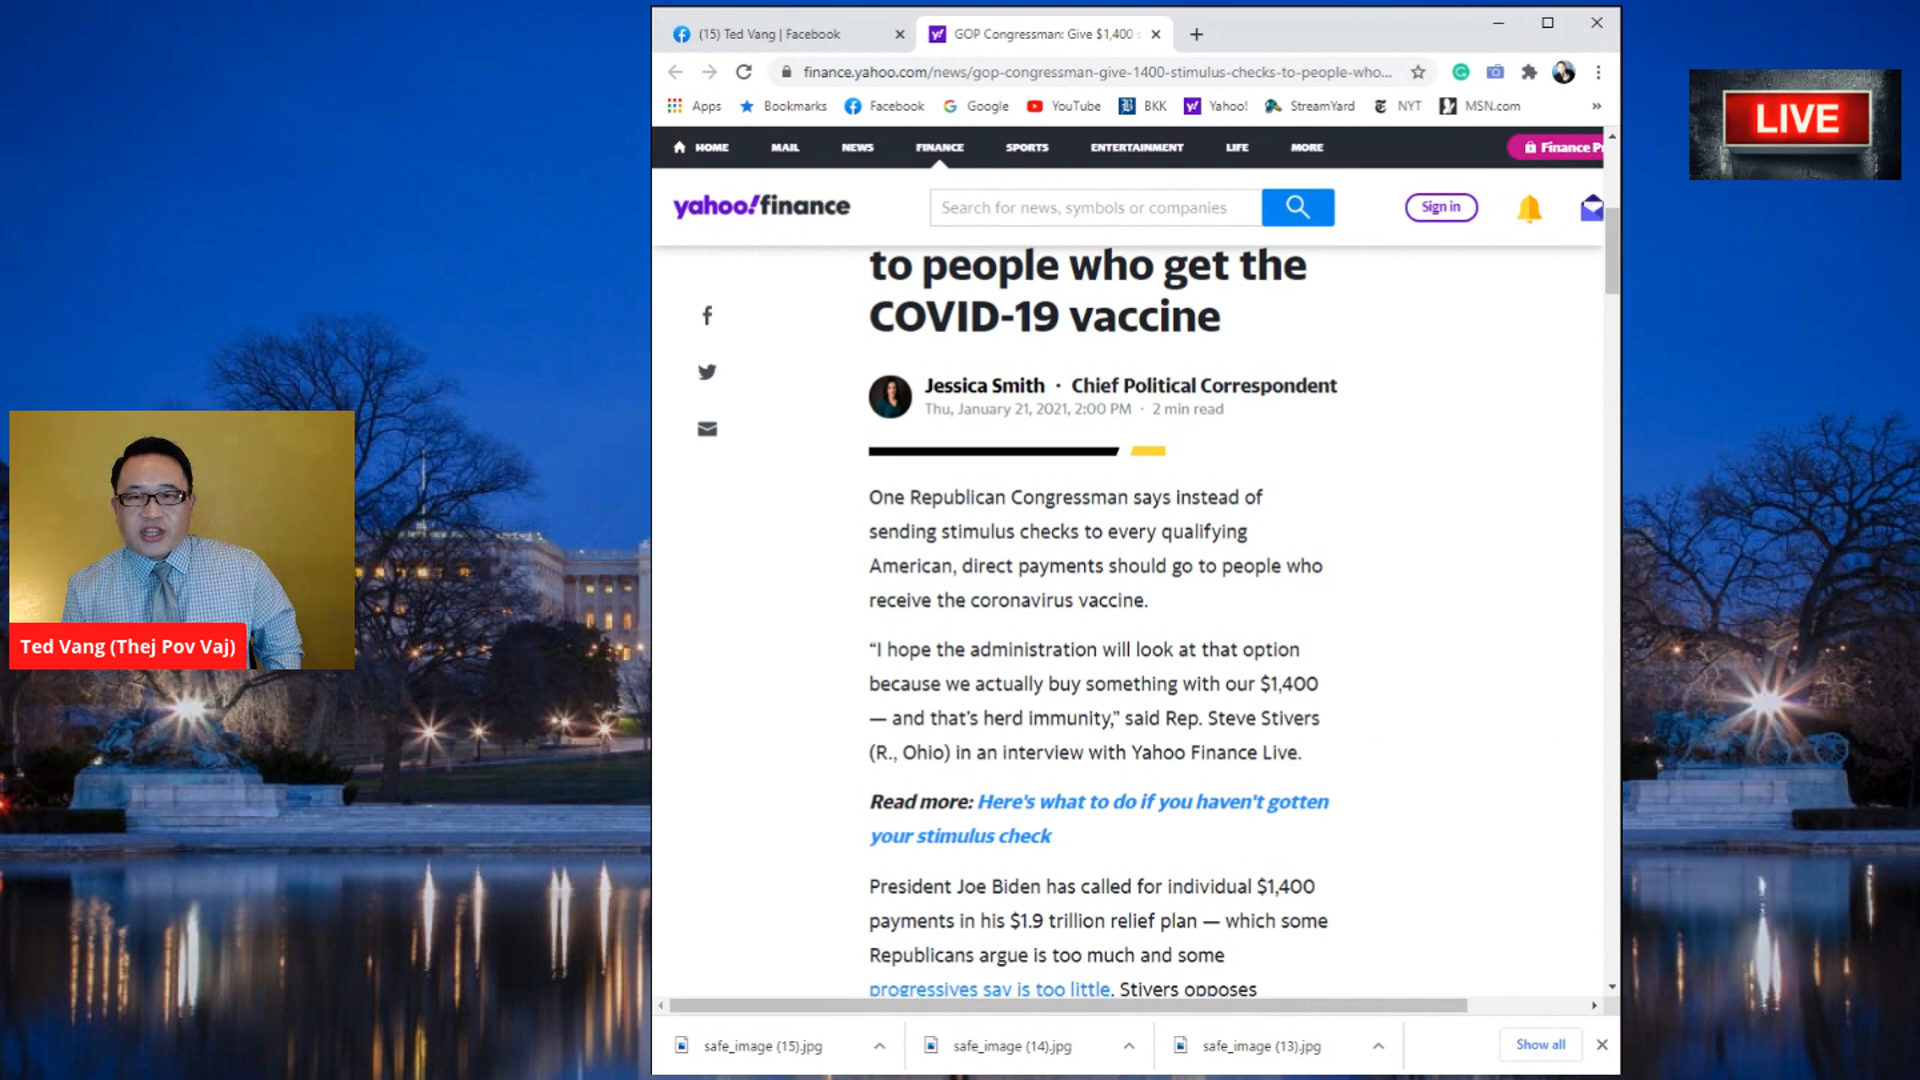 (15) Ted Vang | Facebook
GOP Congressman: Give $1,400
finance.yahoo.com/news/gop-congressman-give-1400-stimulus-checks-to-people-who...
Apps
Bookmarks
Facebook
Google
YouTube
BKK
Yahoo!
StreamYard
NYT
MSN.com
»
HOME
MAIL
NEWS
FINANCE
SPORTS
ENTERTAINMENT
LIFE
MORE
Finance
LIVE
yahoo!finance
Search for news, symbols or companies
Sign in
to people who get the
COVID-19 vaccine
Jessica Smith · Chief Political Correspondent
Thu, January 21, 2021, 2:00 PM · 2 min read
One Republican Congressman says instead of
sending stimulus checks to every qualifying
American, direct payments should go to people who
receive the coronavirus vaccine.
“I hope the administration will look at that option
because we actually buy something with our $1,400
— and that’s herd immunity,” said Rep. Steve Stivers
(R., Ohio) in an interview with Yahoo Finance Live.
Read more: Here's what to do if you haven't gotten
your stimulus check
President Joe Biden has called for individual $1,400
payments in his $1.9 trillion relief plan — which some
Republicans argue is too much and some
progressives say is too little. Stivers opposes
Ted Vang (Thej Pov Vaj)
safe_image (15).jpg
safe_image (14).jpg
safe_image (13).jpg
Show all